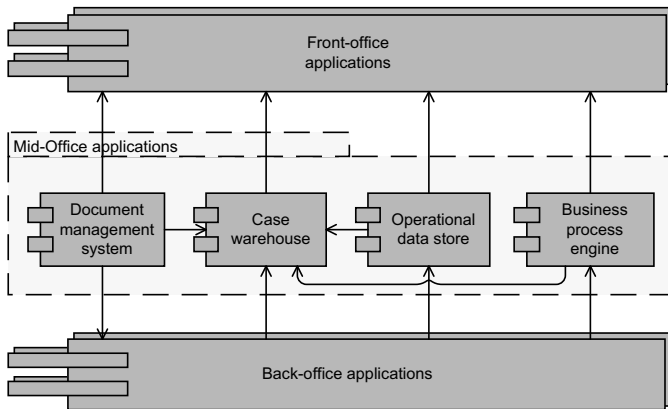 Front-office
applications
Mid-Office applications
Document
management
system
Case
warehouse
Operational
data store
Business
process
engine
Back-office applications